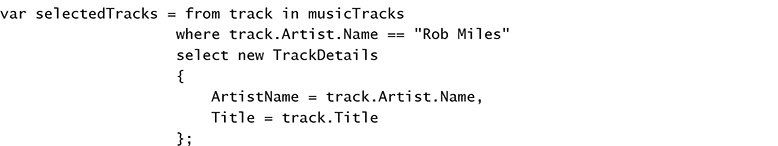 var selectedTracks = from track in musicTracks
where track.Artist.Name == "Rob Miles"
select new TrackDetails
{
ArtistName = track.Artist.Name,
Title = track.Title
};